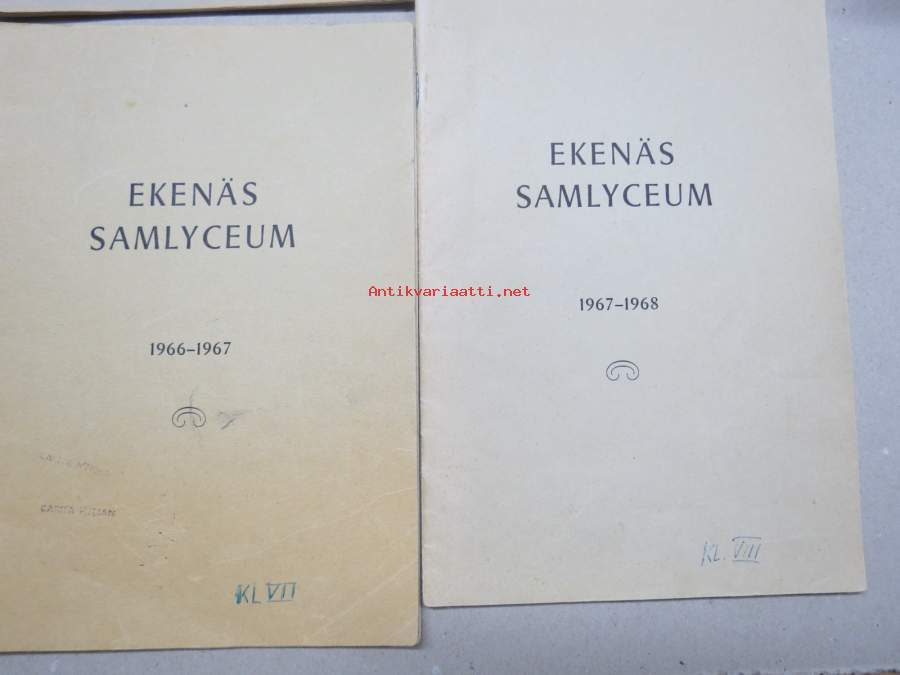 EKENÄS
SAMLYCEUM
1966–1967
KL VII
EKENÄS
SAMLYCEUM
1967–1968
KL. VIII
Antikvariaatti.net